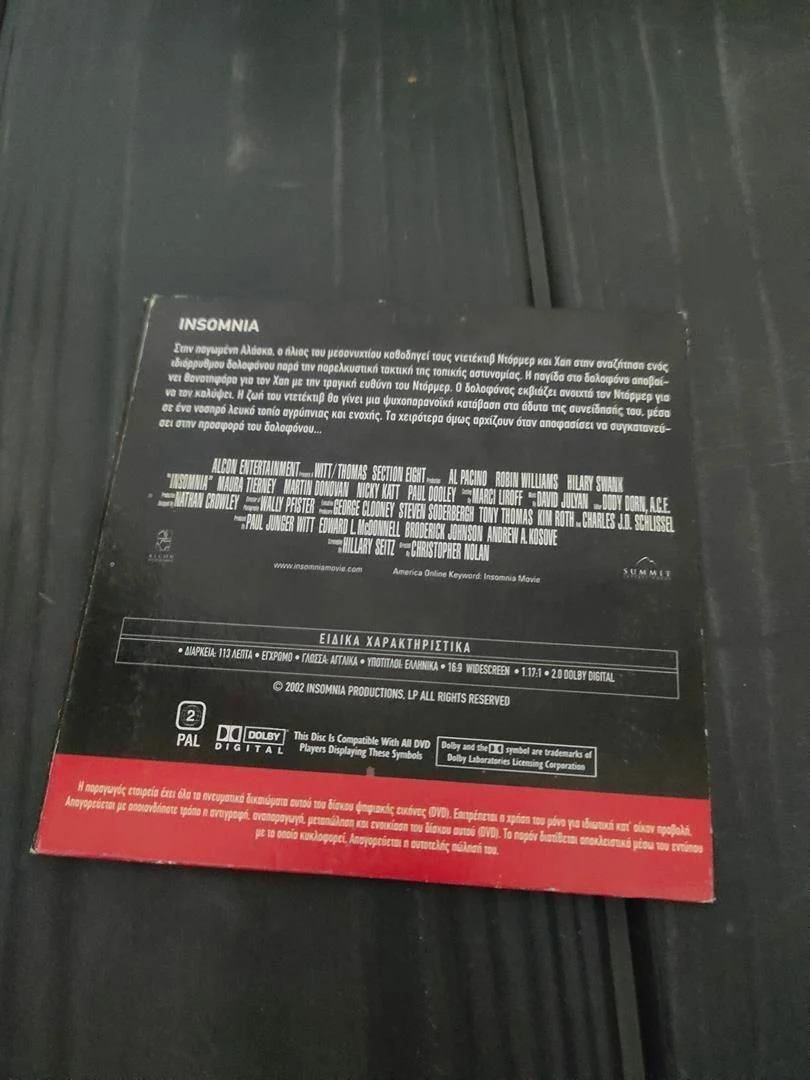 INSOMNIA
Στην παγωμένη Αλάσκα, ο ήλιος του μεσονυχτίου καθοδηγεί τους ντετέκτιβ Ντόρμερ και Χαπ στην αναζήτηση ενός
ιδιόρρυθμου δολοφόνου παρά την παρελκυστική τακτική της τοπικής αστυνομίας. Η παγίδα στο δολοφόνο αποβαί-
νει θανατηφόρα για τον Χαπ με την τραγική ευθύνη του Ντόρμερ. Ο δολοφόνος εκβιάζει ανοιχτά τον Ντόρμερ για
να τον καλύψει. Η ζωή του ντετέκτιβ θα γίνει μια ψυχοπαρανοϊκή κατάβαση στα άδυτα της συνείδησής του, μέσα
σε ένα νοσηρό λευκό τοπίο αγρύπνιας και ενοχής. Τα χειρότερα όμως αρχίζουν όταν αποφασίσει να συγκατανεύ-
σει στην προσφορά του δολοφόνου...
ALCON ENTERTAINMENT WITT/THOMAS SECTION EIGHT AL PACINO ROBIN WILLIAMS HILARY SWANK
"INSOMNIA" MAURA TIERNEY MARTIN DONOVAN NICKY KATT PAUL DOOLEY MARCI LIROFF DAVID JULYAN DODY DORN, A.C.E.
NATHAN CROWLEY WALLY PFISTER GEORGE CLOONEY STEVEN SODERBERGH TONY THOMAS KIM ROTH CHARLES J.D. SCHLISSEL
PAUL JUNGER WITT EDWARD L McDONNELL BRODERICK JOHNSON ANDREW A. KOSOVE
HILLARY SEITZ CHRISTOPHER NOLAN
ALCON
SUMMIT
www.insomniamovie.com America Online Keyword: Insomnia Movie
ΕΙΔΙΚΑ ΧΑΡΑΚΤΗΡΙΣΤΙΚΑ
• ΔΙΑΡΚΕΙΑ: 113 ΛΕΠΤΑ • ΕΓΧΡΩΜΟ • ΓΛΩΣΣΑ: ΑΓΓΛΙΚΑ • ΥΠΟΤΙΤΛΟΙ: ΕΛΛΗΝΙΚΑ • 16:9 WIDESCREEN • 1.17:1 • 2.0 DOLBY DIGITAL
© 2002 INSOMNIA PRODUCTIONS, LP ALL RIGHTS RESERVED
2
PAL
DOLBY
DIGITAL
This Disc Is Compatible With All DVD
Players Displaying These Symbols
Dolby and the symbol are trademarks of
Dolby Laboratories Licensing Corporation
Η παραγωγός εταιρεία έχει όλα τα πνευματικά δικαιώματα αυτού του δίσκου ψηφιακής εικόνας (DVD). Επιτρέπεται η χρήση του μόνο για ιδιωτική κατ' οίκον προβολή.
Απαγορεύεται με οποιονδήποτε τρόπο η αντιγραφή, αναπαραγωγή, μεταπώληση και ενοικίαση του δίσκου αυτού (DVD). Το παρόν διατίθεται αποκλειστικά μέσω του εντύπου
με το οποίο κυκλοφορεί. Απαγορεύεται η αυτοτελής πώλησή του.